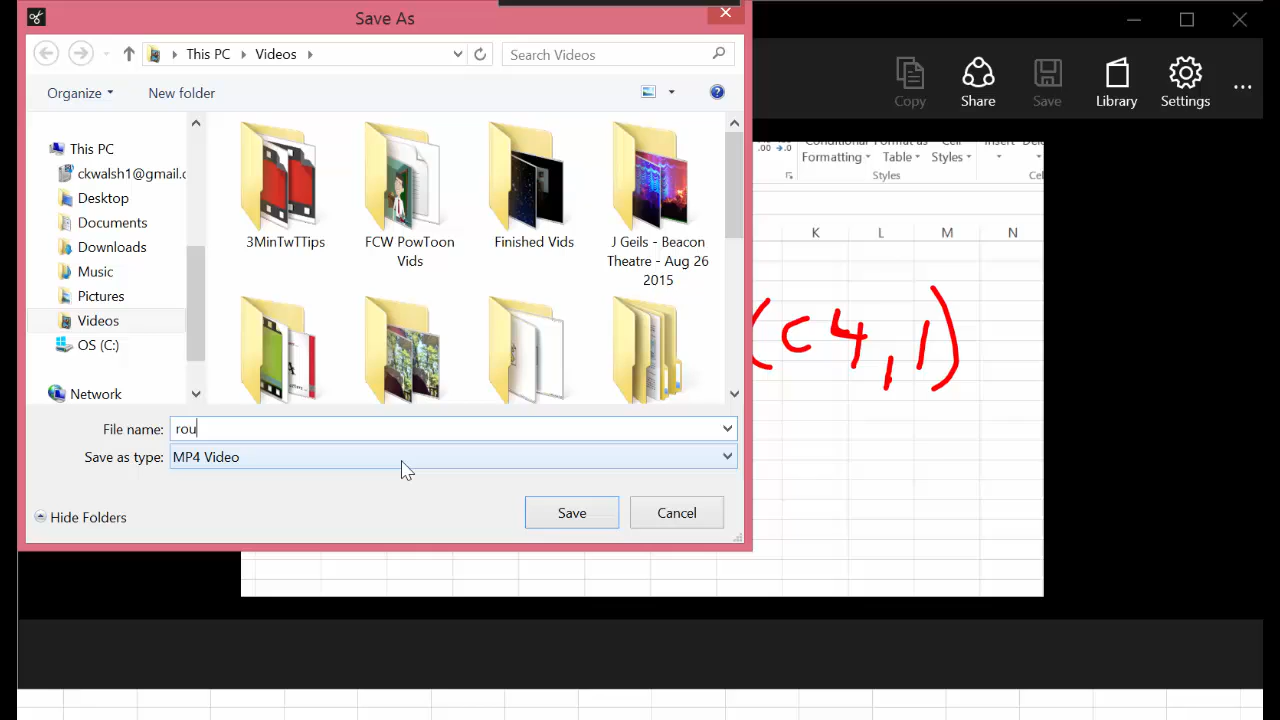 Save As
This PC
Videos
Search Videos
Organize
New folder
This PC
ckwalsh1@gmail.c
Desktop
Documents
Downloads
Music
Pictures
Videos
OS (C:)
Network
3MinTwTTips
FCW PowToon
Vids
Finished Vids
J Geils - Beacon
Theatre - Aug 26
2015
File name:
rou
Save as type:
MP4 Video
Hide Folders
Save
Cancel
Copy
Share
Save
Library
Settings
...
.00 .0
Conditional Format as Cell Insert
Formatting Table Styles
Styles
K L M N
(C4,1)